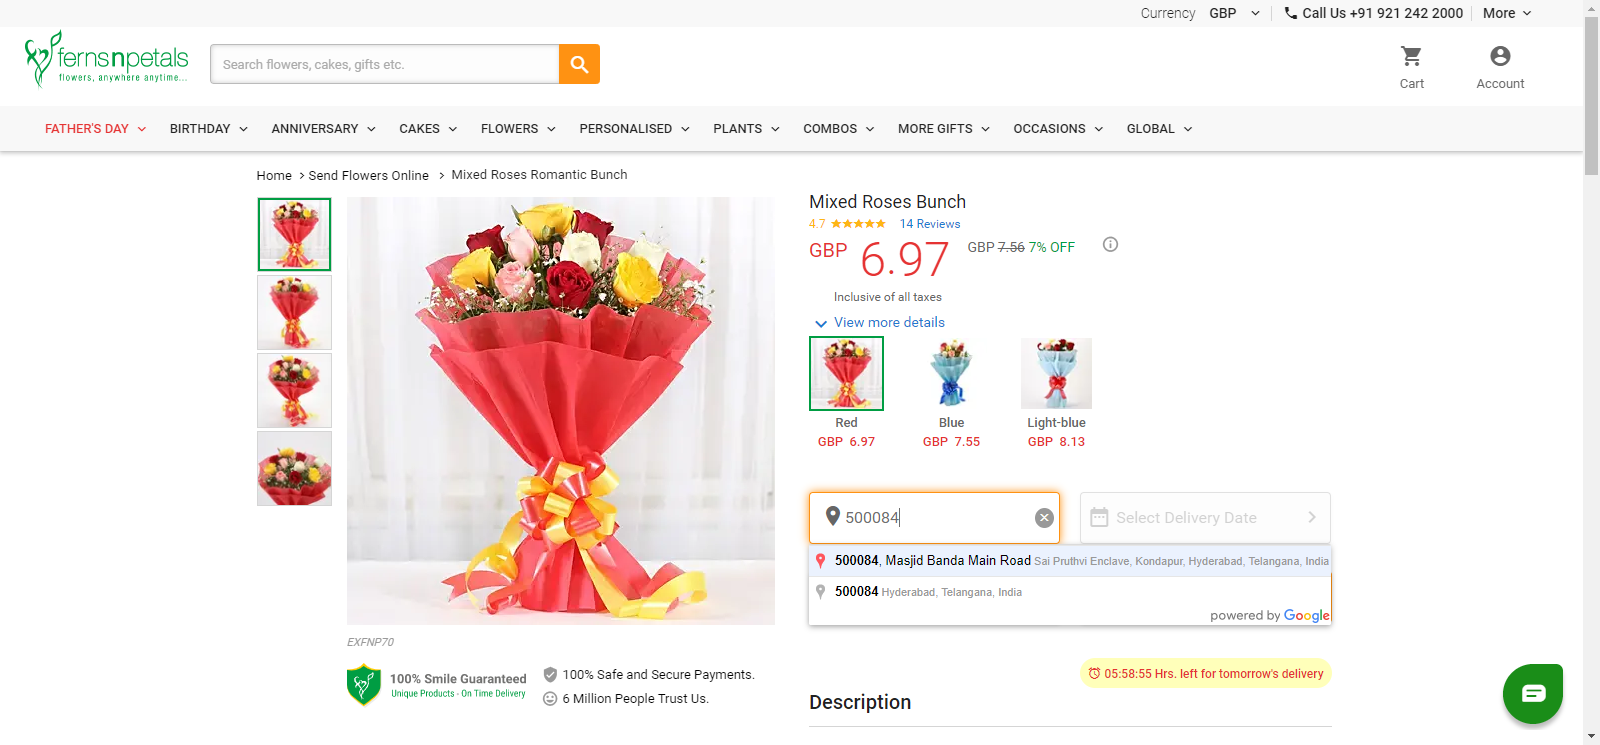 Currency GBP Call Us +91 921 242 2000 More
fernsnpetals
flowers, anywhere anytime...
Search flowers, cakes, gifts etc.
Cart Account
FATHER'S DAY BIRTHDAY ANNIVERSARY CAKES FLOWERS PERSONALISED PLANTS COMBOS MORE GIFTS OCCASIONS GLOBAL
Home > Send Flowers Online > Mixed Roses Romantic Bunch
Mixed Roses Bunch
4.7 14 Reviews
GBP 6.97 GBP 7.56 7% OFF
Inclusive of all taxes
View more details
Red Blue Light-blue
GBP 6.97 GBP 7.55 GBP 8.13
500084 Select Delivery Date
500084, Masjid Banda Main Road Sai Pruthvi Enclave, Kondapur, Hyderabad, Telangana, India
500084 Hyderabad, Telangana, India
powered by Google
EXFNP70
100% Smile Guaranteed
Unique Products - On Time Delivery
100% Safe and Secure Payments.
6 Million People Trust Us.
05:58:55 Hrs. left for tomorrow's delivery
Description